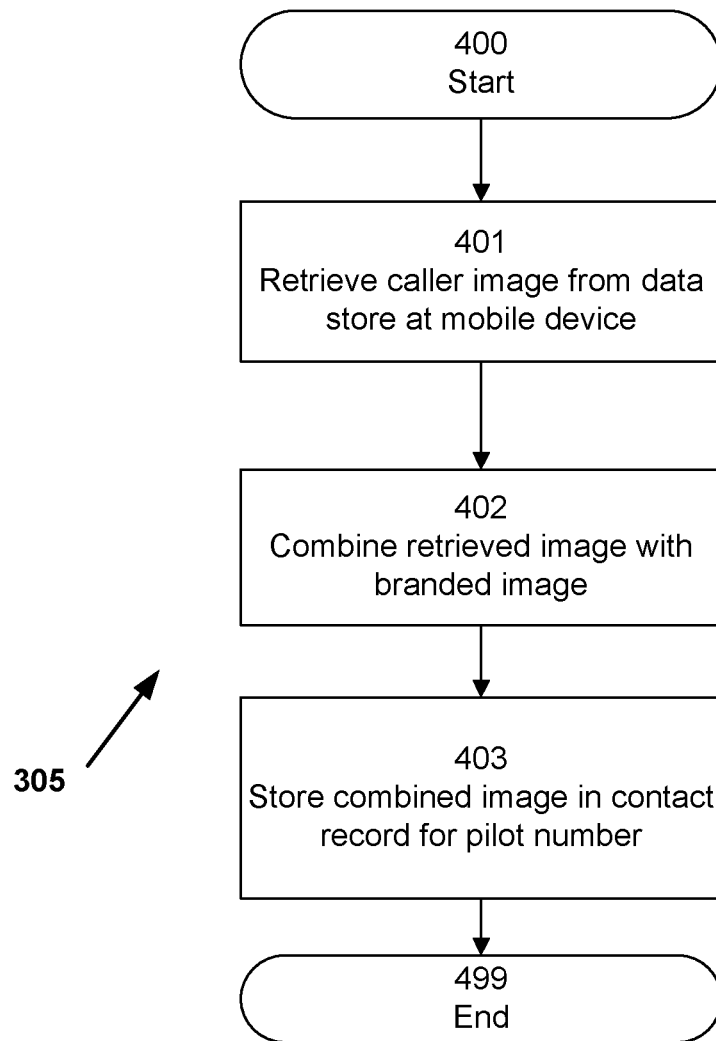 400
Start
401
Retrieve caller image from data
store at mobile device
402
Combine retrieved image with
branded image
305
403
Store combined image in contact
record for pilot number
499
End